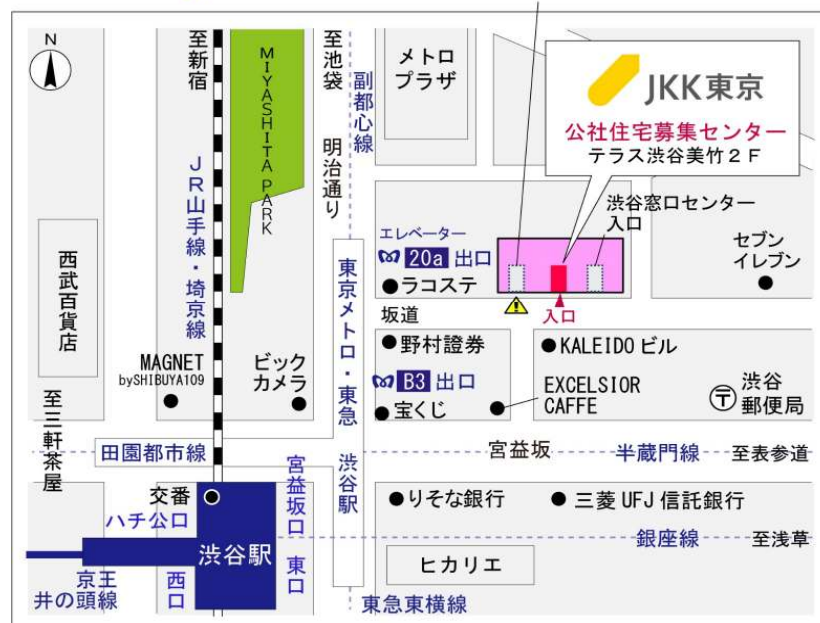 N
至新宿
MIYASHITA PARK
至池袋
明治通り
副都心線
メトロ
プラザ
JKK東京
公社住宅募集センター
テラス渋谷美竹2F
JR山手線・埼京線
西武百貨店
東京メトロ・東急
渋谷駅
エレベーター
20a 出口
ラコステ
渋谷窓口センター
入口
セブン
イレブン
!
入口
坂道
野村證券
KALEIDO ビル
MAGNET
bySHIBUYA109
ビック
カメラ
B3 出口
宝くじ
EXCELSIOR
CAFFE
〒
渋谷
郵便局
至三軒茶屋
田園都市線
宮益坂
半蔵門線
至表参道
交番
ハチ公口
宮益坂口
りそな銀行
三菱UFJ信託銀行
渋谷駅
銀座線
至浅草
京王
井の頭線
西口
東口
ヒカリエ
東急東横線